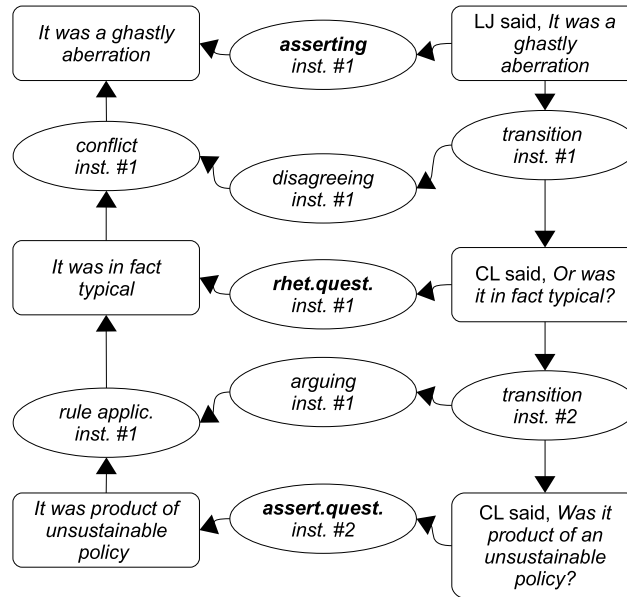 It was a ghastly
aberration
asserting
inst. #1
LJ said, It was a
ghastly
aberration
conflict
inst. #1
disagreeing
inst. #1
transition
inst. #1
It was in fact
typical
rhet.quest.
inst. #1
CL said, Or was
it in fact typical?
rule applic.
inst. #1
arguing
inst. #1
transition
inst. #2
It was product of
unsustainable
policy
assert.quest.
inst. #2
CL said, Was it
product of an
unsustainable
policy?